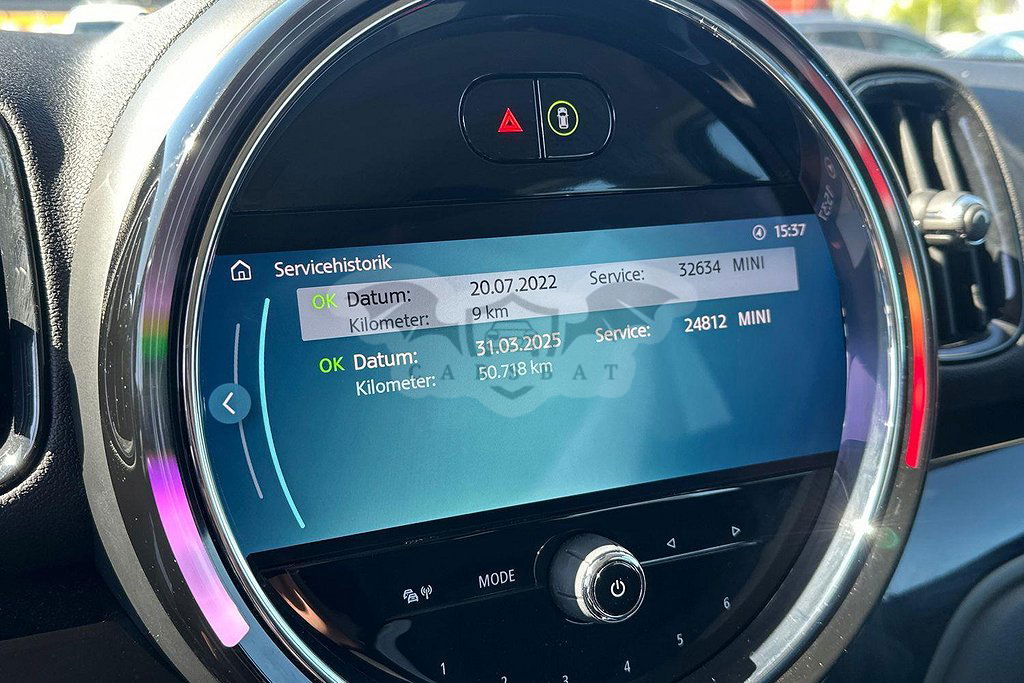 15:37
Servicehistorik
OK Datum: 20.07.2022 Service: 32634 MINI
Kilometer: 9 km
OK Datum: 31.03.2025 Service: 24812 MINI
Kilometer: 50.718 km
CARUBAT
MODE
1 2 3 4 5 6